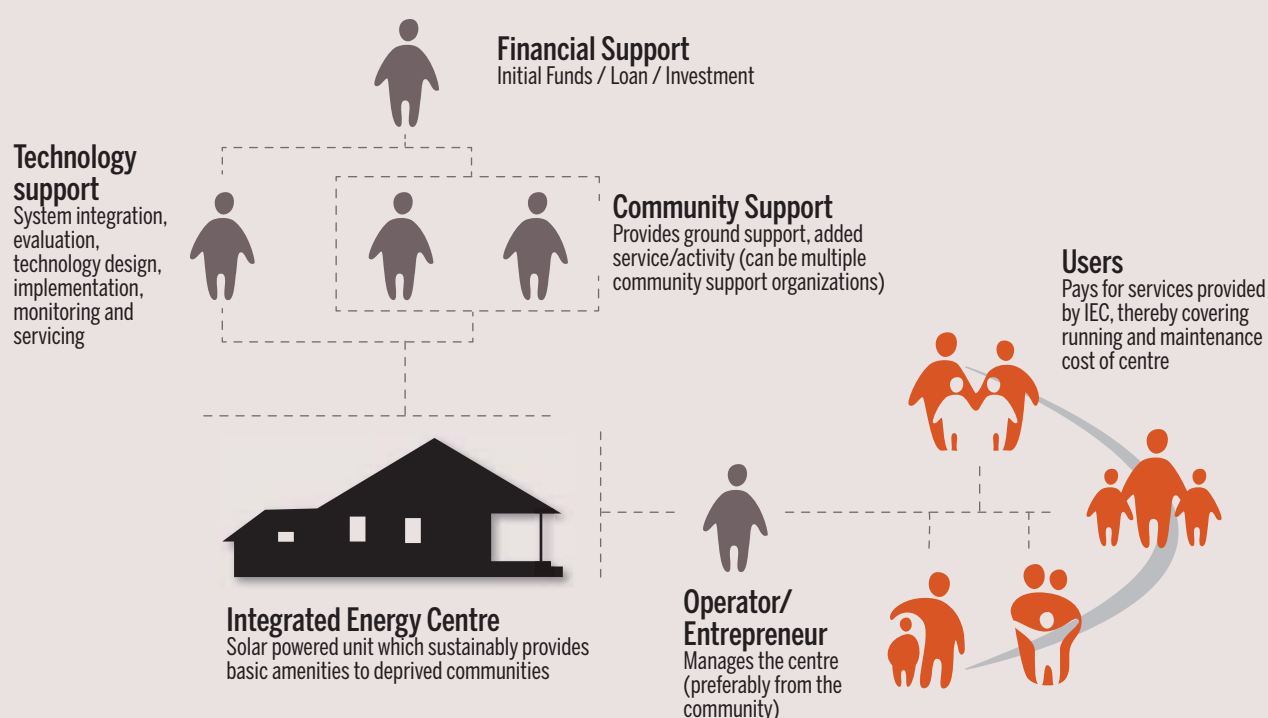 Financial Support
Initial Funds / Loan / Investment
Technology
support
System integration,
evaluation,
technology design,
implementation,
monitoring and
servicing
Community Support
Provides ground support, added
service/activity (can be multiple
community support organizations)
Users
Pays for services provided
by IEC, thereby covering
running and maintenance
cost of centre
Integrated Energy Centre
Solar powered unit which sustainably provides
basic amenities to deprived communities
Operator/
Entrepreneur
Manages the centre
(preferably from the
community)